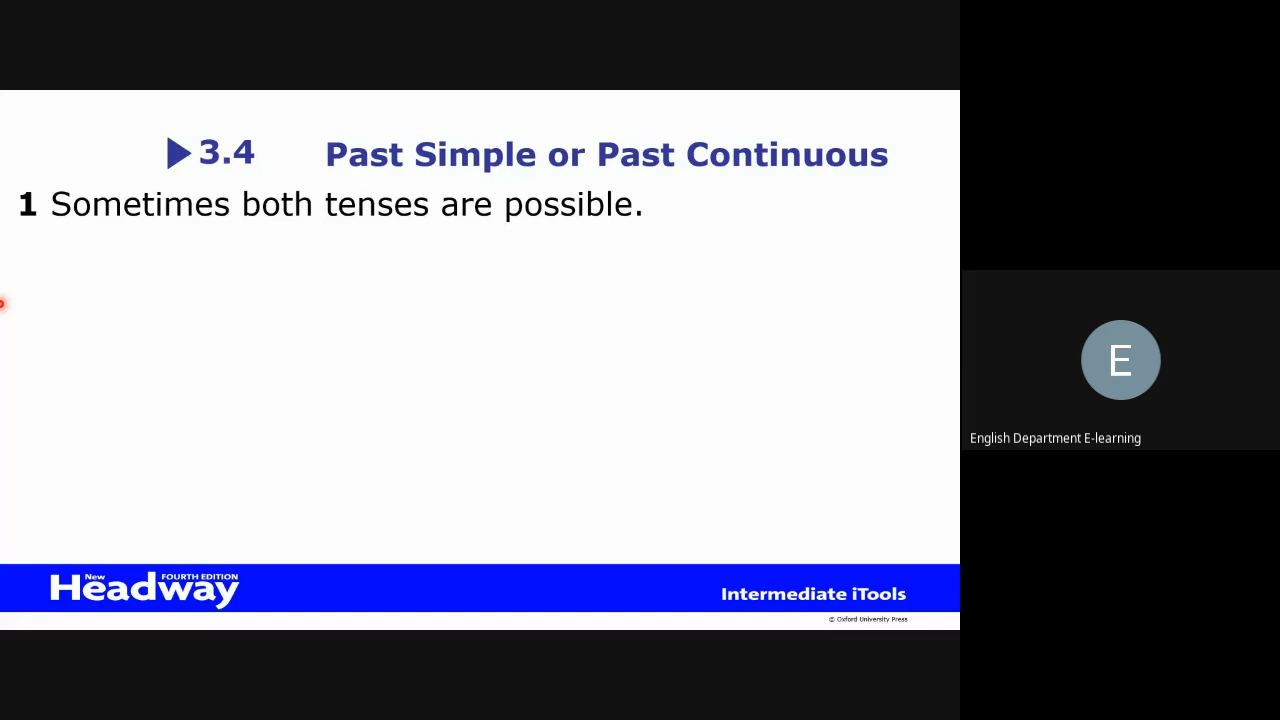 3.4 Past Simple or Past Continuous
1 Sometimes both tenses are possible.
E
English Department E-learning
New Headway FOURTH EDITION
Intermediate iTools
© Oxford University Press